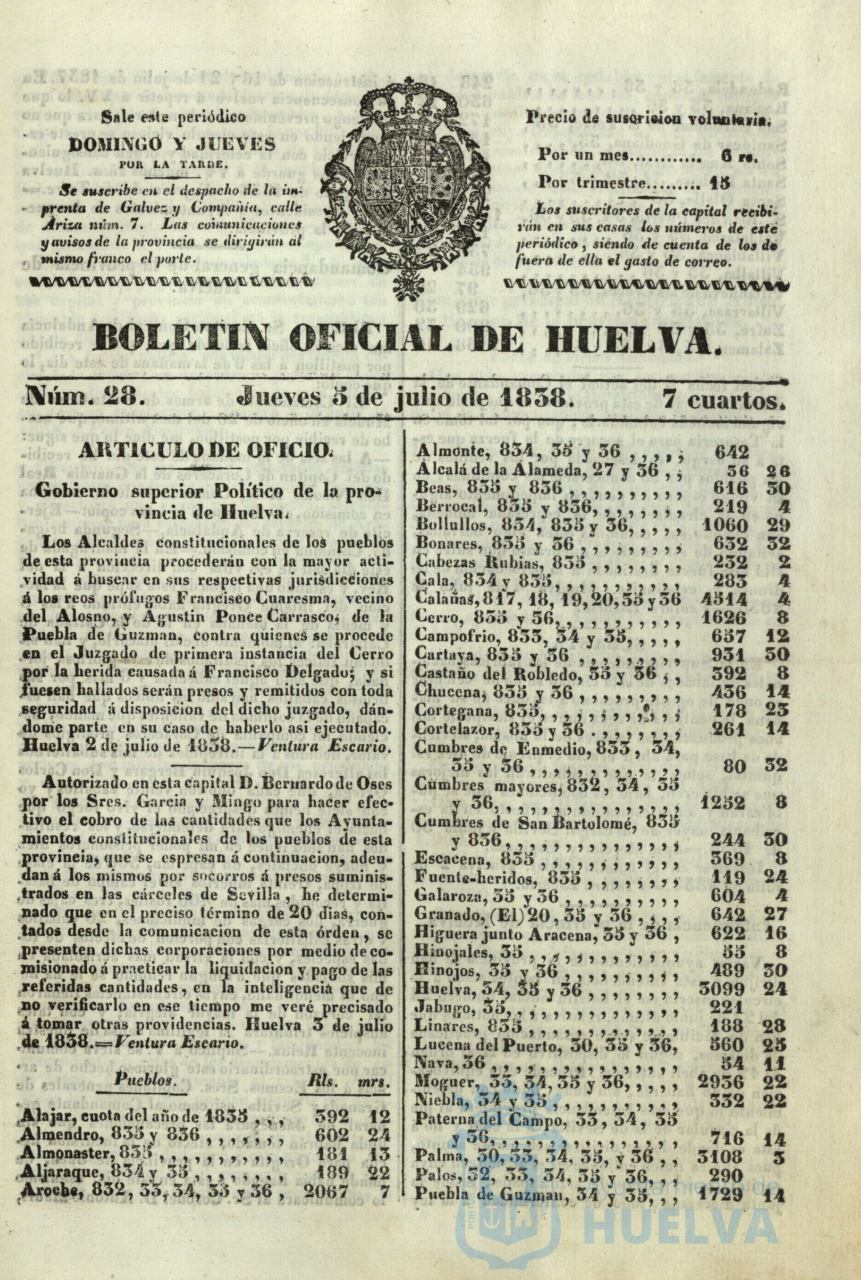 Sale este periódico
DOMINGO Y JUEVES
POR LA TARDE.
Se suscribe en el despacho de la im-
prenta de Galvez y Compañía, calle
Ariza núm. 7. Las comunicaciones
y avisos de la provincia se dirigirán al
mismo franco el porte.
Precio de suscricion voluntaria.
Por un mes............ 6 rs.
Por trimestre......... 15
Los suscritores de la capital recibi-
rán en sus casas los números de este
periódico, siendo de cuenta de los de
fuera de ella el gasto de correo.
BOLETIN OFICIAL DE HUELVA.
Núm. 28. Jueves 5 de julio de 1838. 7 cuartos.
ARTICULO DE OFICIO.
Gobierno superior Político de la pro-
vincia de Huelva.
Los Alcaldes constitucionales de los pueblos
de esta provincia procederán con la mayor acti-
vidad á buscar en sus respectivas jurisdicciones
á los reos prófugos Francisco Cuaresma, vecino
del Alosno, y Agustin Ponce Carrasco, de la
Puebla de Guzman, contra quienes se procede
en el Juzgado de primera instancia del Cerro
por la herida causada á Francisco Delgado; y si
fuesen hallados serán presos y remitidos con toda
seguridad á disposicion del dicho juzgado, dán-
dome parte en su caso de haberlo asi ejecutado.
Huelva 2 de julio de 1838.—Ventura Escario.
Autorizado en esta capital D. Bernardo de Oses
por los Sres. Garcia y Mingo para hacer efec-
tivo el cobro de las cantidades que los Ayunta-
mientos constitucionales de los pueblos de esta
provincia, que se espresan á continuacion, adeu-
dan á los mismos por socorros á presos suminis-
trados en las cárceles de Sevilla, he determi-
nado que en el preciso término de 20 dias, con-
tados desde la comunicacion de esta órden, se
presenten dichas corporaciones por medio de co-
misionado á practicar la liquidacion y pago de las
referidas cantidades, en la inteligencia que de
no verificarlo en ese tiempo me veré precisado
á tomar otras providencias. Huelva 3 de julio
de 1838.=Ventura Escario.
Pueblos. Rls. mrs.
Alajar, cuota del año de 1835 , , , 392 12
Almendro, 835 y 836 , , , , , , , 602 24
Almonaster, 835 , , , , , , , , , , , 181 13
Aljaraque, 834 y 35 , , , , , , , , 189 22
Aroche, 832, 33, 34, 35 y 36 , 2067 7
Almonte, 834, 35 y 36 , , , , , 642
Alcalá de la Alameda, 27 y 36 , , 36 26
Beas, 835 y 836 , , , , , , , , , , 616 30
Berrocal, 835 y 836, , , , , , , , 219 4
Bollullos, 834, 835 y 36, , , , , 1060 29
Bonares, 835 y 36 , , , , , , , , , 632 32
Cabezas Rubias, 835 , , , , , , , , 232 2
Cala, 834 y 835, , , , , , , , , , , 283 4
Calañas, 817, 18, 19, 20, 35 y 36 4514 4
Cerro, 835 y 36, , , , , , , , , , , 1626 8
Campofrio, 833, 34 y 35, , , , , 657 12
Cartaya, 835 y 36 , , , , , , , , , 931 30
Castaño del Robledo, 35 y 36 , , 392 8
Chucena, 835 y 36 , , , , , , , , , 436 14
Cortegana, 835, , , , , , , , , , , , 178 23
Cortelazor, 835 y 36 . , , , , , , , 261 14
Cumbres de Enmedio, 833, 34,
35 y 36 , , , , , , , , , , , , , 80 32
Cumbres mayores, 832, 34, 35
y 36, , , , , , , , , , , , , , , , 1252 8
Cumbres de San Bartolomé, 835
y 836, , , , , , , , , , , , , , , 244 30
Escacena, 835 , , , , , , , , , , , , 369 8
Fuente-heridos, 835 , , , , , , , , 119 24
Galaroza, 35 y 36 , , , , , , , , , , 604 4
Granado, (El) 20, 35 y 36 , , , , 642 27
Higuera junto Aracena, 35 y 36 , 622 16
Hinojales, 35 , , , , , , , , , , , , 55 8
Hinojos, 35 y 36 , , , , , , , , , , 489 30
Huelva, 34, 35 y 36 , , , , , , , , 3099 24
Jabugo, 35, , , , , , , , , , , , , , 221
Linares, 835 , , , , , , , , , , , , , 188 28
Lucena del Puerto, 30, 35 y 36, 560 25
Nava, 36 , , , , , , , , , , , , , , , 54 11
Moguer, 33, 34, 35 y 36, , , , , 2936 22
Niebla, 34 y 35 , , , , , , , , , , 332 22
Paterna del Campo, 33, 34, 35
y 36, , , , , , , , , , , , , , , , 716 14
Palma, 30, 33, 34, 35, y 36 , , 3108 3
Palos, 32, 33, 34, 35 y 36, , , 290
Puebla de Guzman, 34 y 35, , , 1729 14
HUELVA